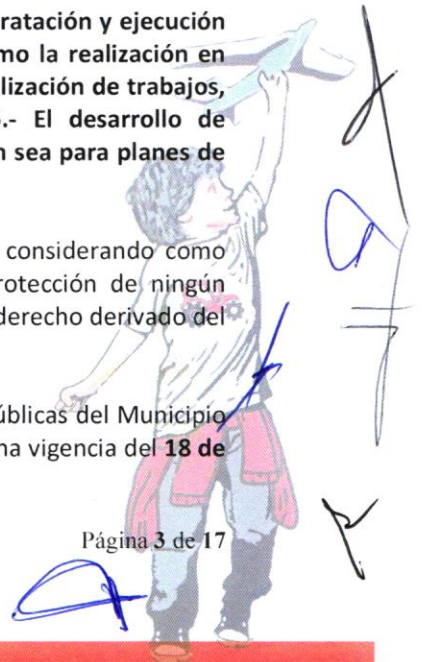 ratación y ejecución
mo la realización en
lización de trabajos,
.- El desarrollo de
n sea para planes de
considerando como
rotección de ningún
derecho derivado del
úblicas del Municipio
na vigencia del 18 de
Página 3 de 17